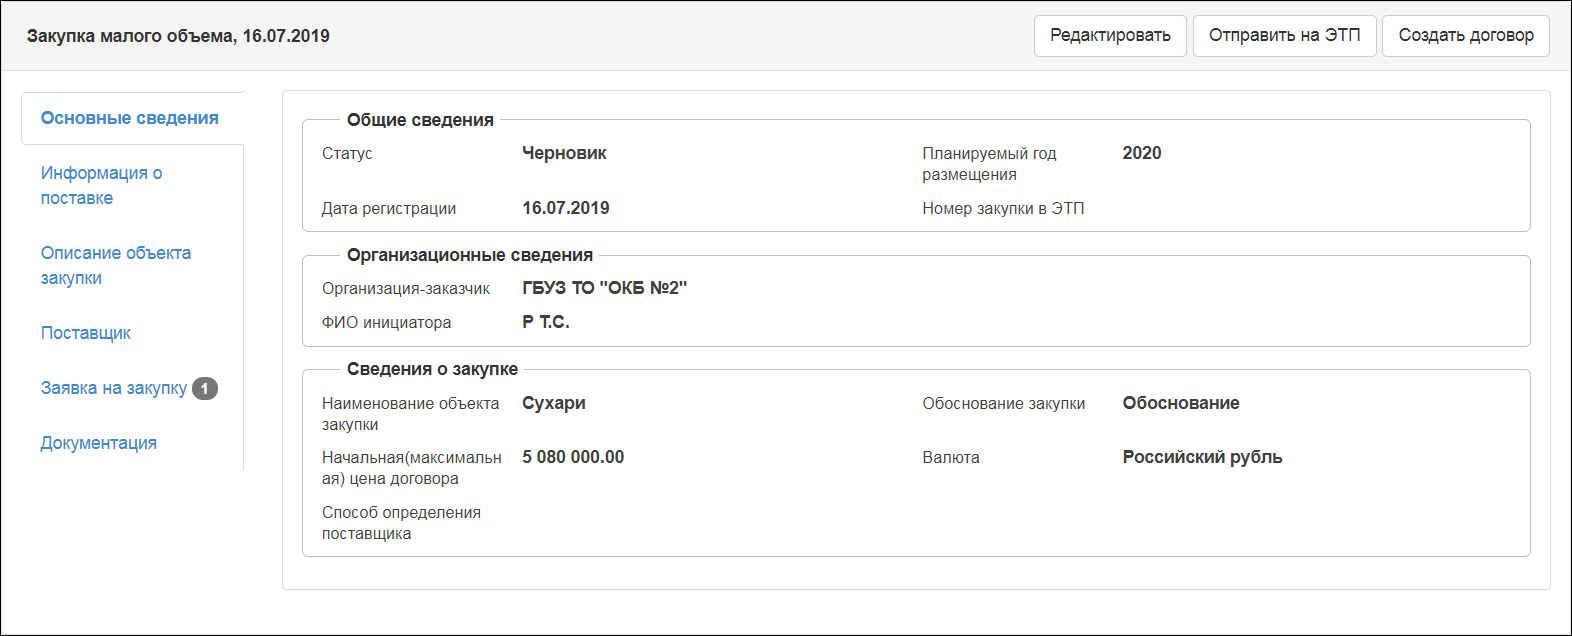 Закупка малого объема, 16.07.2019
Редактировать
Отправить на ЭТП
Создать договор
Основные сведения
Информация о
поставке
Описание объекта
закупки
Поставщик
Заявка на закупку 1
Документация
Общие сведения
Статус
Черновик
Планируемый год
размещения
2020
Дата регистрации
16.07.2019
Номер закупки в ЭТП
Организационные сведения
Организация-заказчик
ГБУЗ ТО "ОКБ №2"
ФИО инициатора
Р Т.С.
Сведения о закупке
Наименование объекта
закупки
Сухари
Обоснование закупки
Обоснование
Начальная(максимальн
ая) цена договора
5 080 000.00
Валюта
Российский рубль
Способ определения
поставщика